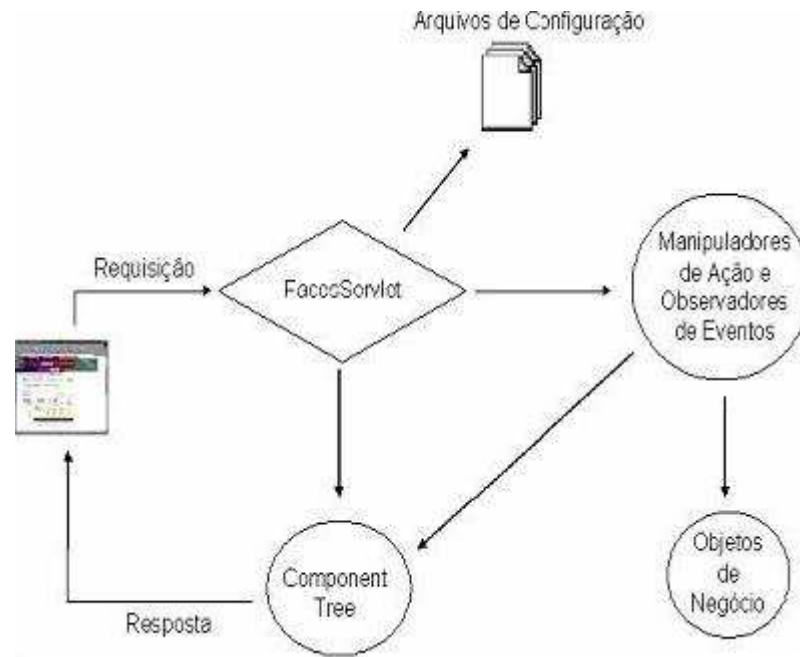 Arquivos de Configuração
Requisição
FacesServlet
Manipuladores
de Ação e
Observadores
de Eventos
Component
Tree
Objetos
de
Negócio
Resposta